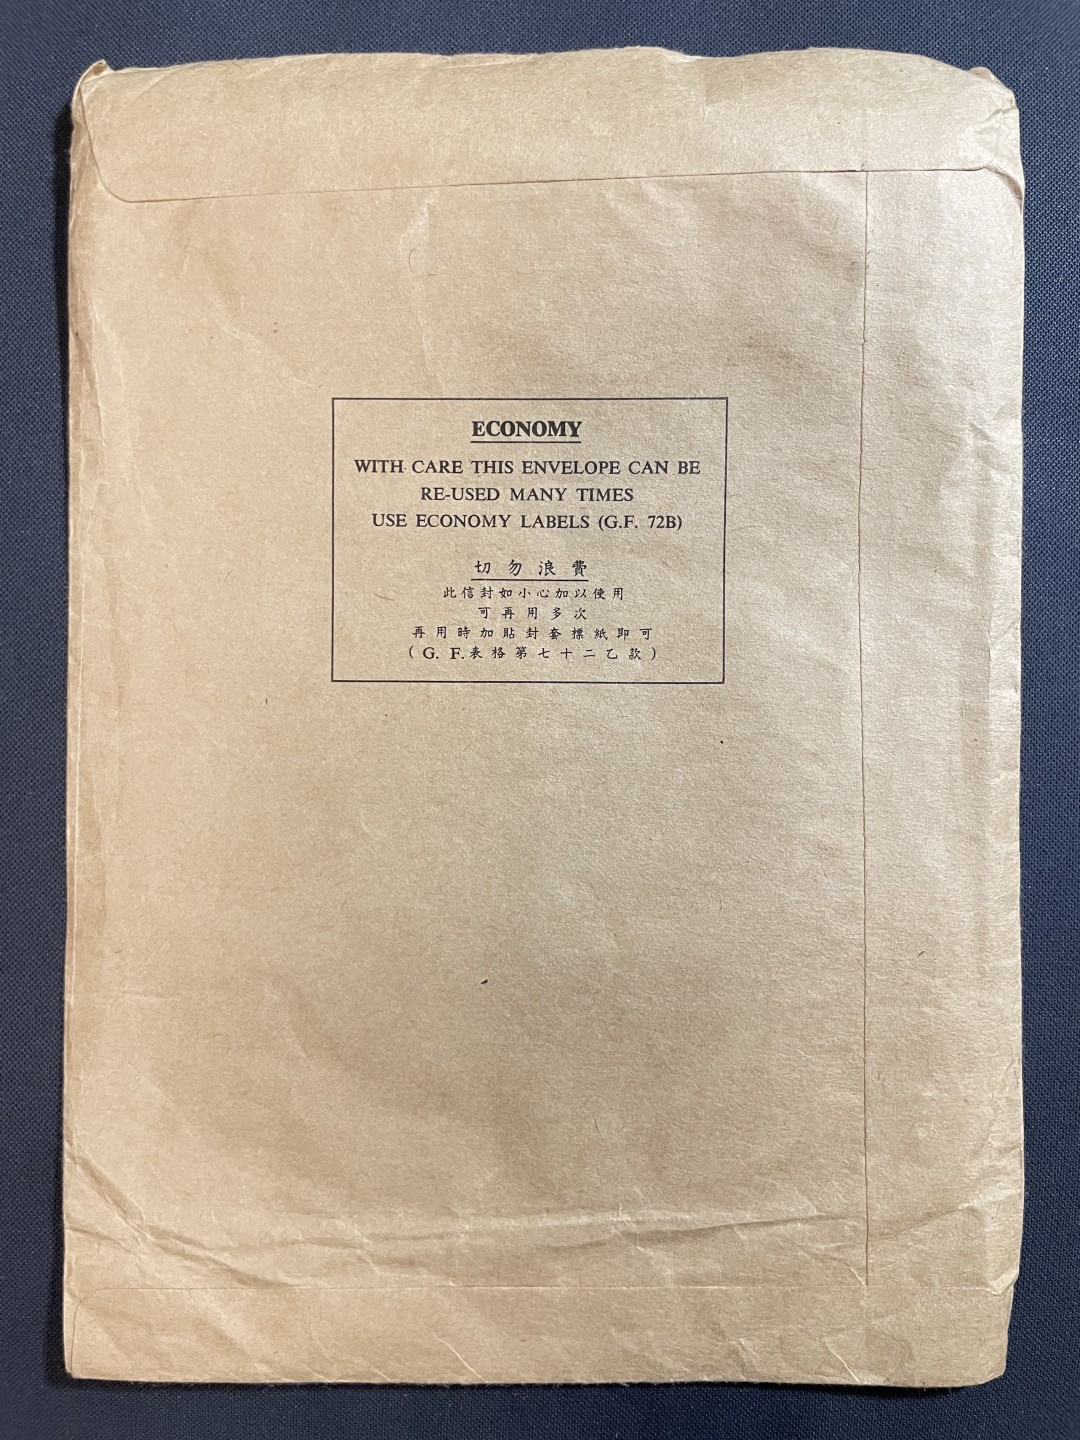 ECONOMY
WITH CARE THIS ENVELOPE CAN BE
RE-USED MANY TIMES
USE ECONOMY LABELS (G.F. 72B)
切勿浪費
此信封如小心加以使用
可再用多次
再用時加貼封套標紙即可
(G. F.表格第七十二乙款)